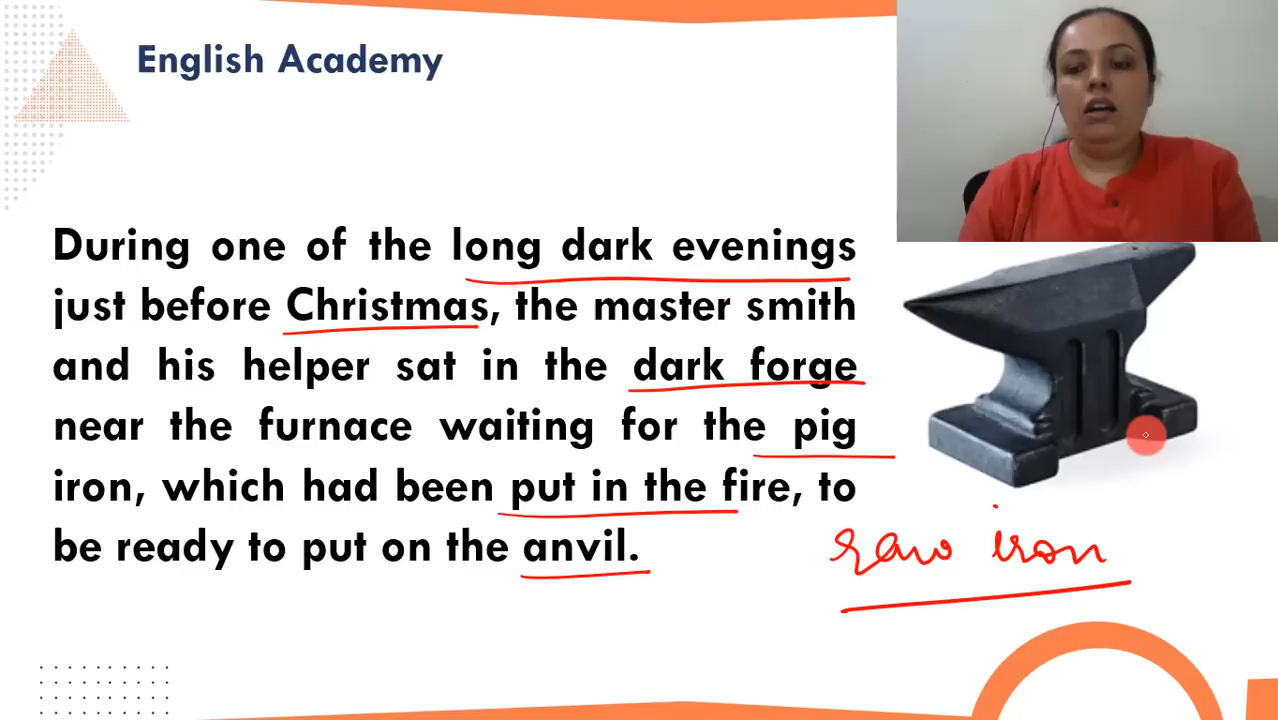 English Academy
During one of the long dark evenings
just before Christmas, the master smith
and his helper sat in the dark forge
near the furnace waiting for the pig
iron, which had been put in the fire, to
be ready to put on the anvil.
raw iron